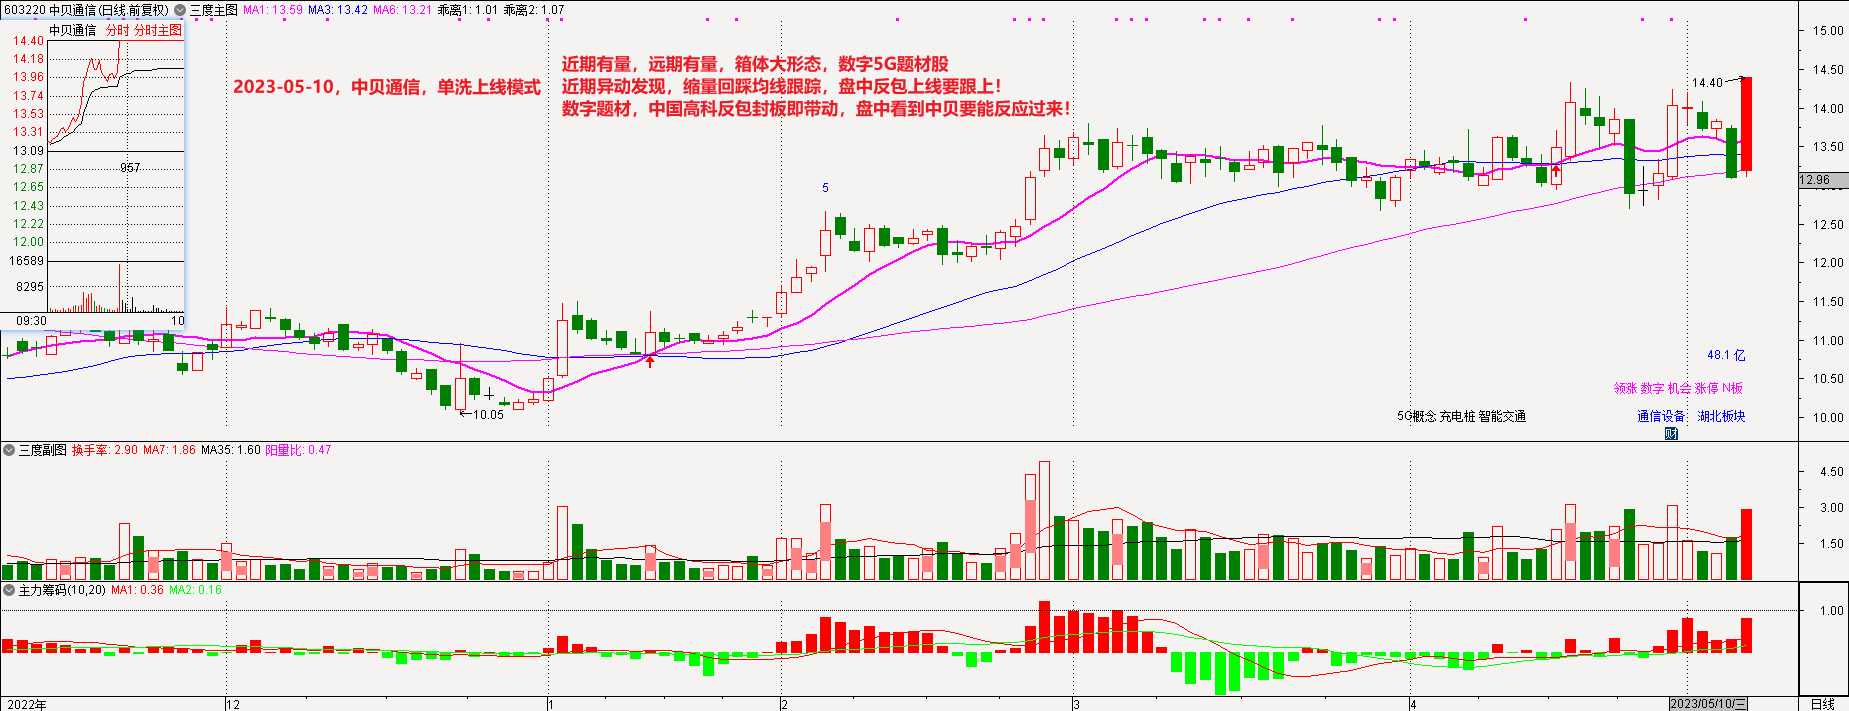 603220 中贝通信(日线.前复权) 三度主图 MA1: 13.59 MA3: 13.42 MA6: 13.21 乖离1: 1.01 乖离2: 1.07
中贝通信 分时 分时主图
14.40
14.18
13.96
13.74
13.53
13.31
13.09
12.87
12.65
12.43
12.22
12.00
16589
8295
957
09:30
10
2023-05-10，中贝通信，单洗上线模式
近期有量，远期有量，箱体大形态，数字5G题材股
近期异动发现，缩量回踩均线跟踪，盘中反包上线要跟上！
数字题材，中国高科反包封板即带动，盘中看到中贝要能反应过来！
5
10.05
14.40
48.1 亿
领涨 数字 机会 涨停 N板
5G概念 充电桩 智能交通
通信设备 湖北板块
财
15.00
14.50
14.00
13.50
12.96
12.50
12.00
11.50
11.00
10.50
10.00
三度副图 换手率: 2.90 MA7: 1.86 MA35: 1.60 阳量比: 0.47
4.50
3.00
1.50
主力筹码(10,20) MA1: 0.36 MA2: 0.16
1.00
2022年
12
1
2
3
4
2023/05/10/三
日线